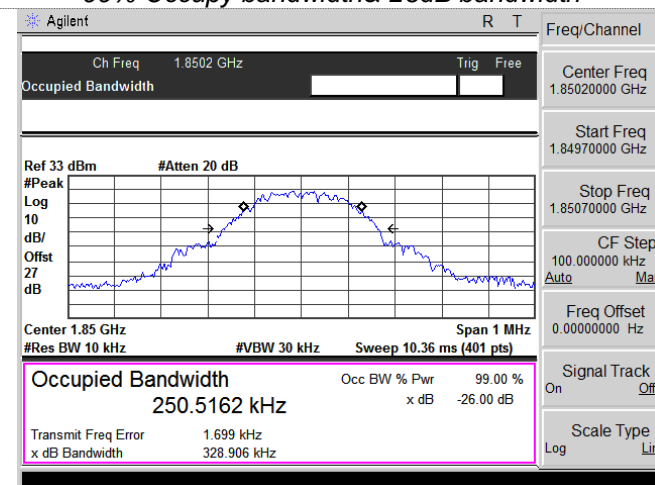 Agilent R T
Ch Freq 1.8502 GHz Trig Free
Occupied Bandwidth
Ref 33 dBm #Atten 20 dB
#Peak
Log
10
dB/
Offst
27
dB
Center 1.85 GHz Span 1 MHz
#Res BW 10 kHz #VBW 30 kHz Sweep 10.36 ms (401 pts)
Occupied Bandwidth Occ BW % Pwr 99.00 %
250.5162 kHz x dB -26.00 dB
Transmit Freq Error 1.699 kHz
x dB Bandwidth 328.906 kHz
Freq/Channel
Center Freq
1.85020000 GHz
Start Freq
1.84970000 GHz
Stop Freq
1.85070000 GHz
CF Step
100.000000 kHz
Auto Ma
Freq Offset
0.00000000 Hz
Signal Track
On Off
Scale Type
Log Li